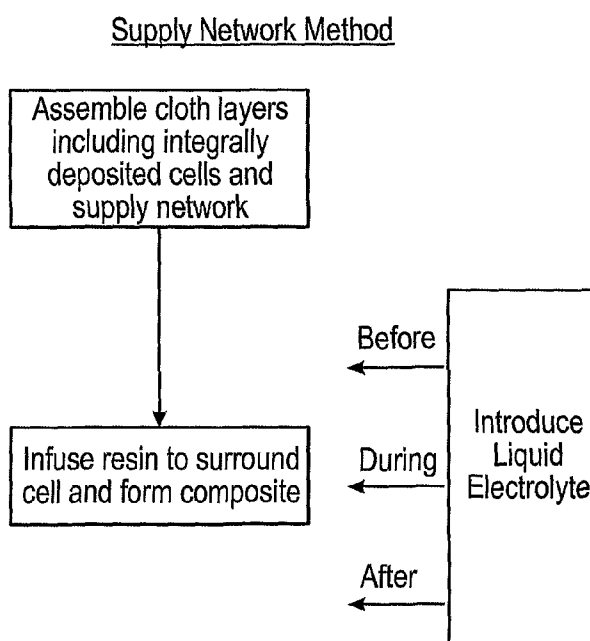 Supply Network Method
Assemble cloth layers
including integrally
deposited cells and
supply network
Before
Infuse resin to surround
cell and form composite
During
After
Introduce
Liquid
Electrolyte